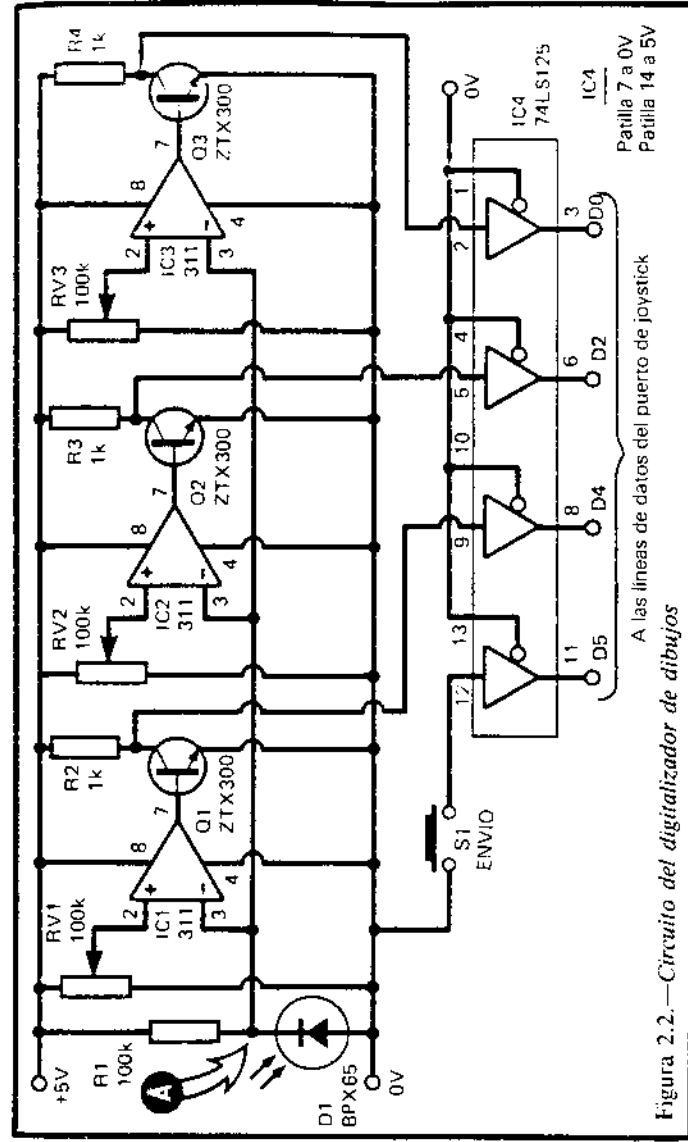 +5V
R1
100k
A
D1
BPX65
0V
RV1
100k
2
+
3
-
IC1
311
8
4
7
Q1
ZTX300
R2
1k
RV2
100k
2
+
3
-
IC2
311
8
4
7
Q2
ZTX300
R3
1k
RV3
100k
2
+
3
-
IC3
311
8
4
7
Q3
ZTX300
R4
1k
S1
ENVIO
12
13
11
D5
9
10
8
D4
5
4
6
D2
2
1
3
D0
0V
IC4
74LS125
IC4
Patilla 7 a 0V
Patilla 14 a 5V
A las líneas de datos del puerto de joystick
Figura 2.2.—Circuito del digitalizador de dibujos